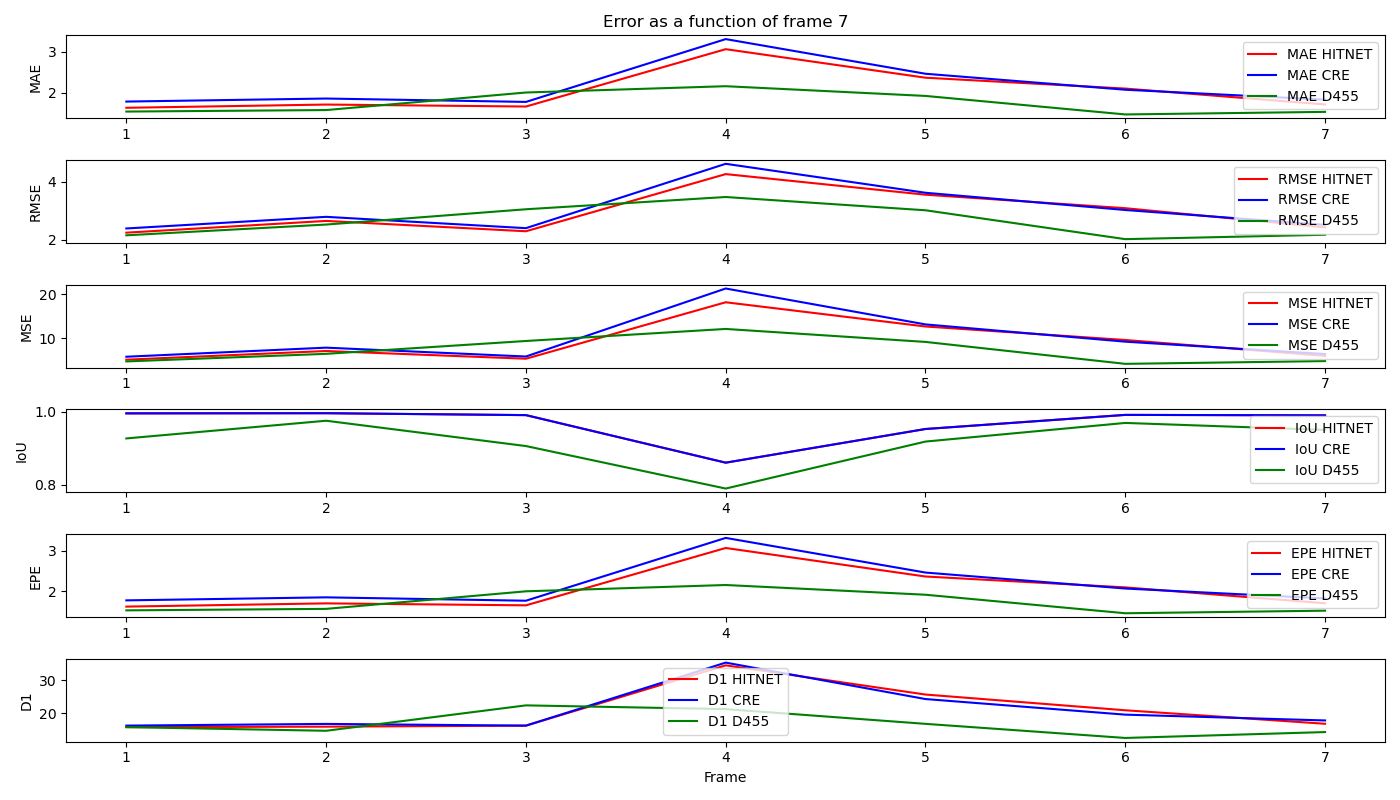 Error as a function of frame 7
MAE
3
2
MAE HITNET
MAE CRE
MAE D455
1 2 3 4 5 6 7
RMSE
4
2
RMSE HITNET
RMSE CRE
RMSE D455
1 2 3 4 5 6 7
MSE
20
10
MSE HITNET
MSE CRE
MSE D455
1 2 3 4 5 6 7
IoU
1.0
0.8
IoU HITNET
IoU CRE
IoU D455
1 2 3 4 5 6 7
EPE
3
2
EPE HITNET
EPE CRE
EPE D455
1 2 3 4 5 6 7
D1
30
20
D1 HITNET
D1 CRE
D1 D455
1 2 3 4 5 6 7
Frame